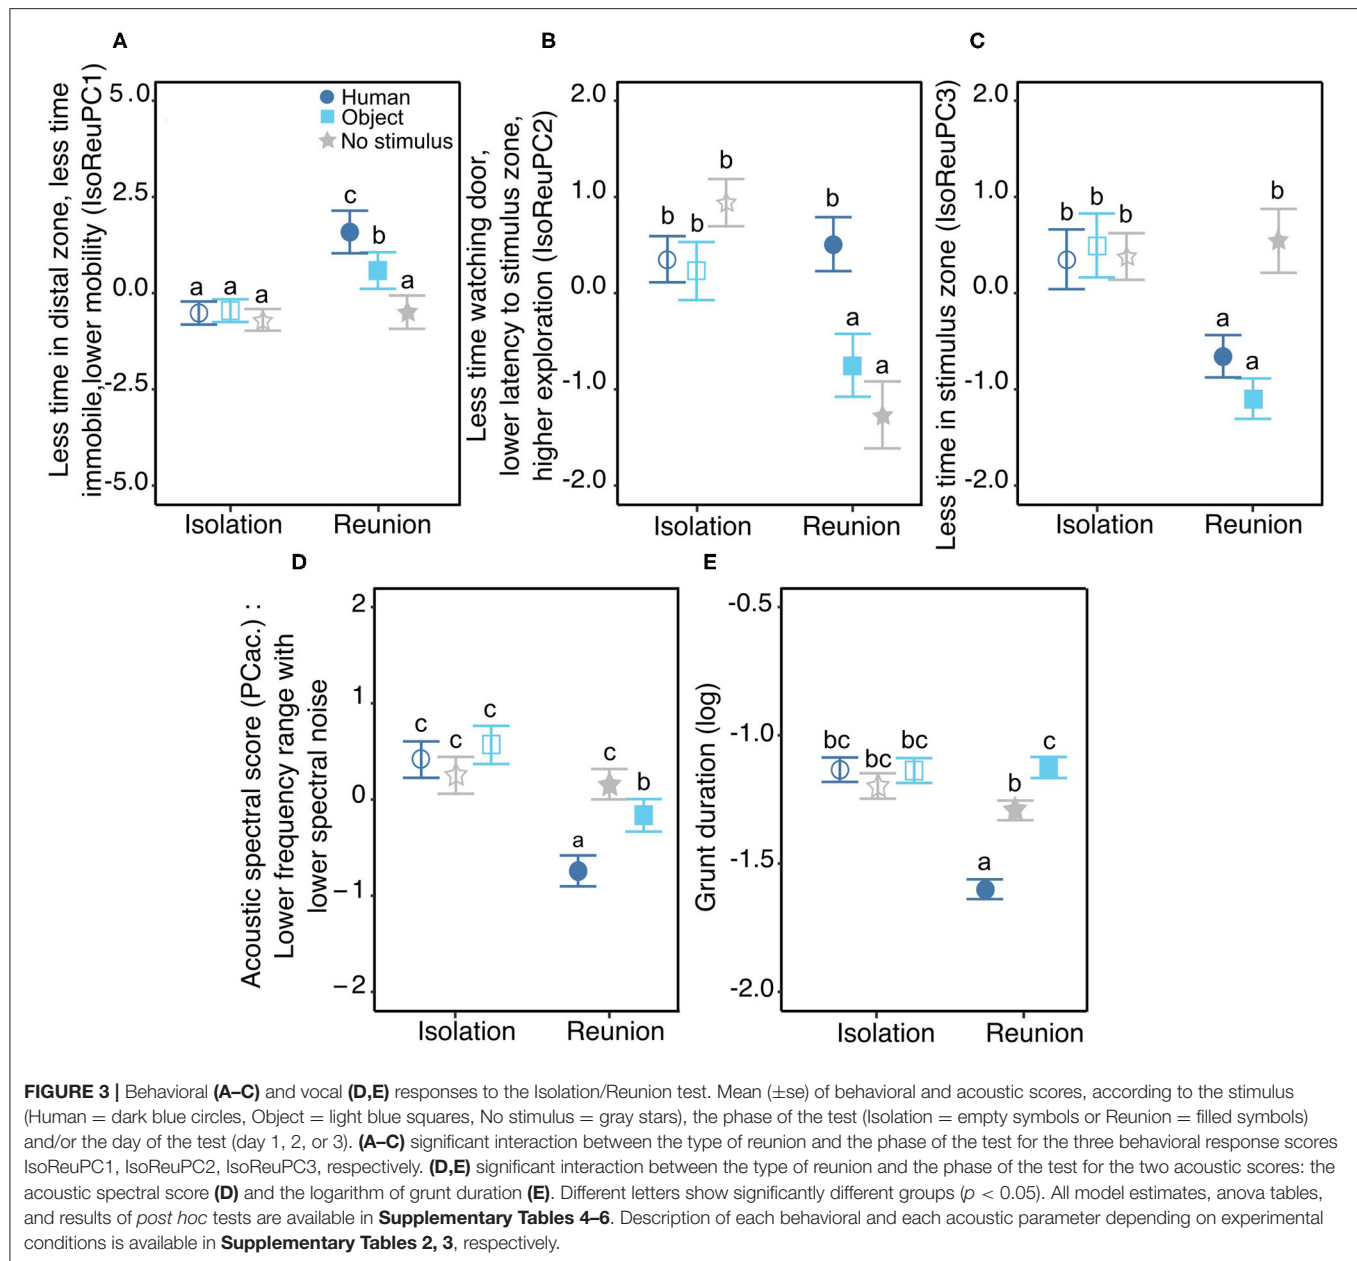 A
Less time in distal zone, less time
immobile,lower mobility (IsoReuPC1)
5.0
2.5
0.0
-2.5
-5.0
Human
Object
No stimulus
a
a
a
c
b
a
Isolation
Reunion
B
Less time watching door,
lower latency to stimulus zone,
higher exploration (IsoReuPC2)
2.0
1.0
0.0
-1.0
-2.0
b
b
b
b
a
a
Isolation
Reunion
C
Less time in stimulus zone (IsoReuPC3)
2.0
1.0
0.0
-1.0
-2.0
b
b
b
a
a
b
Isolation
Reunion
D
Acoustic spectral score (PCac.) :
Lower frequency range with
lower spectral noise
2
1
0
−1
−2
c
c
c
a
c
b
Isolation
Reunion
E
Grunt duration (log)
-0.5
-1.0
-1.5
-2.0
bc
bc
bc
a
b
c
Isolation
Reunion
FIGURE 3 | Behavioral (A–C) and vocal (D,E) responses to the Isolation/Reunion test. Mean (±se) of behavioral and acoustic scores, according to the stimulus
(Human = dark blue circles, Object = light blue squares, No stimulus = gray stars), the phase of the test (Isolation = empty symbols or Reunion = filled symbols)
and/or the day of the test (day 1, 2, or 3). (A–C) significant interaction between the type of reunion and the phase of the test for the three behavioral response scores
IsoReuPC1, IsoReuPC2, IsoReuPC3, respectively. (D,E) significant interaction between the type of reunion and the phase of the test for the two acoustic scores: the
acoustic spectral score (D) and the logarithm of grunt duration (E). Different letters show significantly different groups (p < 0.05). All model estimates, anova tables,
and results of post hoc tests are available in Supplementary Tables 4–6. Description of each behavioral and each acoustic parameter depending on experimental
conditions is available in Supplementary Tables 2, 3, respectively.